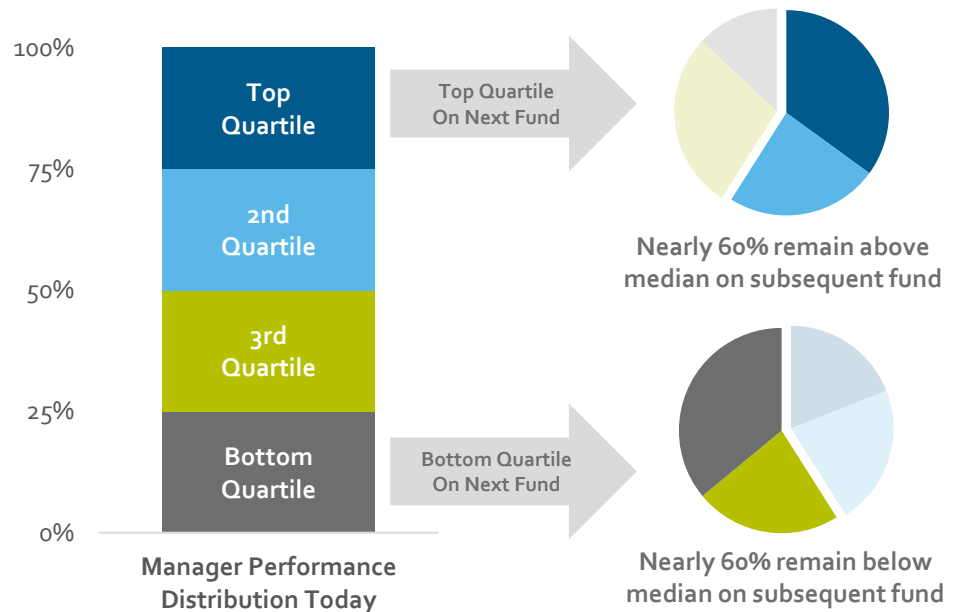 100%
75%
50%
25%
0%
Top
Quartile
2nd
Quartile
3rd
Quartile
Bottom
Quartile
Manager Performance
Distribution Today
Top Quartile
On Next Fund
Nearly 60% remain above
median on subsequent fund
Bottom Quartile
On Next Fund
Nearly 60% remain below
median on subsequent fund